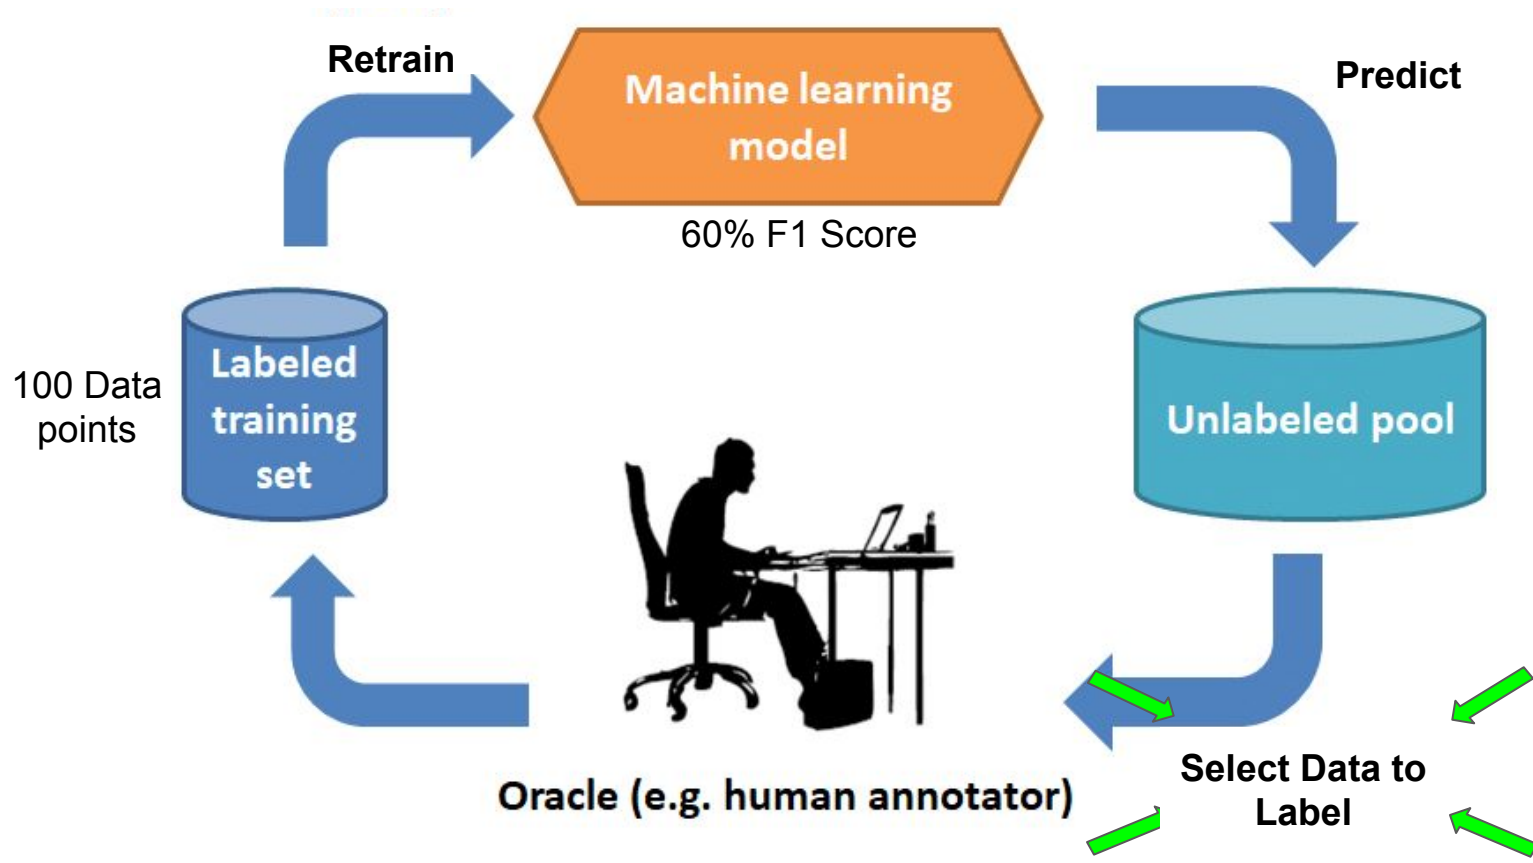 Retrain
Machine learning
model
Predict
60% F1 Score
100 Data
points
Labeled
training
set
Unlabeled pool
Oracle (e.g. human annotator)
Select Data to
Label